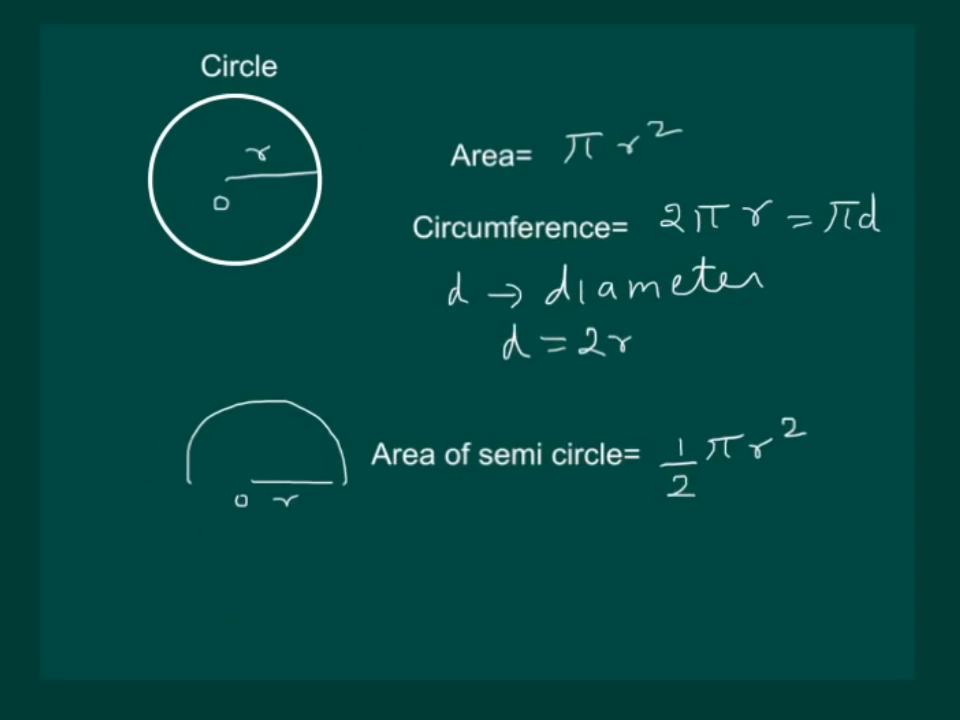 Circle
r
O
Area= πr²
Circumference= 2πr = πd
d → diameter
d = 2r
Area of semi circle= 1/2 πr²
O r